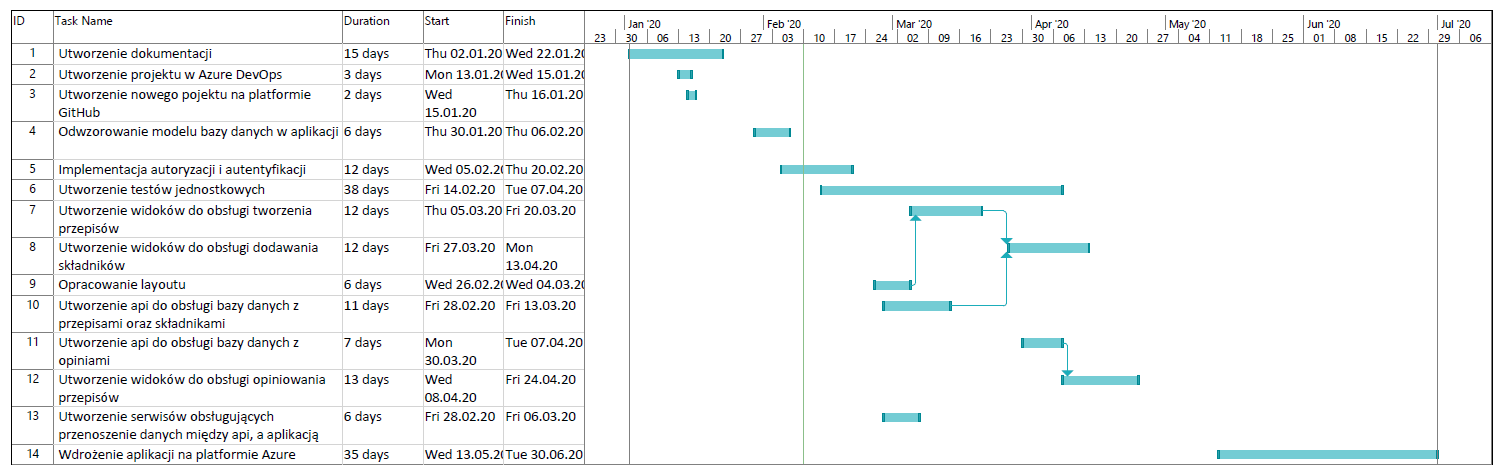 ID Task Name Duration Start Finish Jan '20 Feb '20 Mar '20 Apr '20 May '20 Jun '20 Jul '20
23 30 06 13 20 27 03 10 17 24 02 09 16 23 30 06 13 20 27 04 11 18 25 01 08 15 22 29 06
1 Utworzenie dokumentacji 15 days Thu 02.01.20 Wed 22.01.20
2 Utworzenie projektu w Azure DevOps 3 days Mon 13.01.20 Wed 15.01.20
3 Utworzenie nowego pojektu na platformie 2 days Wed Thu 16.01.20
GitHub 15.01.20
4 Odwzorowanie modelu bazy danych w aplikacji 6 days Thu 30.01.20 Thu 06.02.20
5 Implementacja autoryzacji i autentyfikacji 12 days Wed 05.02.20 Thu 20.02.20
6 Utworzenie testów jednostkowych 38 days Fri 14.02.20 Tue 07.04.20
7 Utworzenie widoków do obsługi tworzenia 12 days Thu 05.03.20 Fri 20.03.20
przepisów
8 Utworzenie widoków do obsługi dodawania 12 days Fri 27.03.20 Mon
składników 13.04.20
9 Opracowanie layoutu 6 days Wed 26.02.20 Wed 04.03.20
10 Utworzenie api do obsługi bazy danych z 11 days Fri 28.02.20 Fri 13.03.20
przepisami oraz składnikami
11 Utworzenie api do obsługi bazy danych z 7 days Mon Tue 07.04.20
opiniami 30.03.20
12 Utworzenie widoków do obsługi opiniowania 13 days Wed Fri 24.04.20
przepisów 08.04.20
13 Utworzenie serwisów obsługujących 6 days Fri 28.02.20 Fri 06.03.20
przenoszenie danych między api, a aplikacją
14 Wdrożenie aplikacji na platformie Azure 35 days Wed 13.05.20 Tue 30.06.20